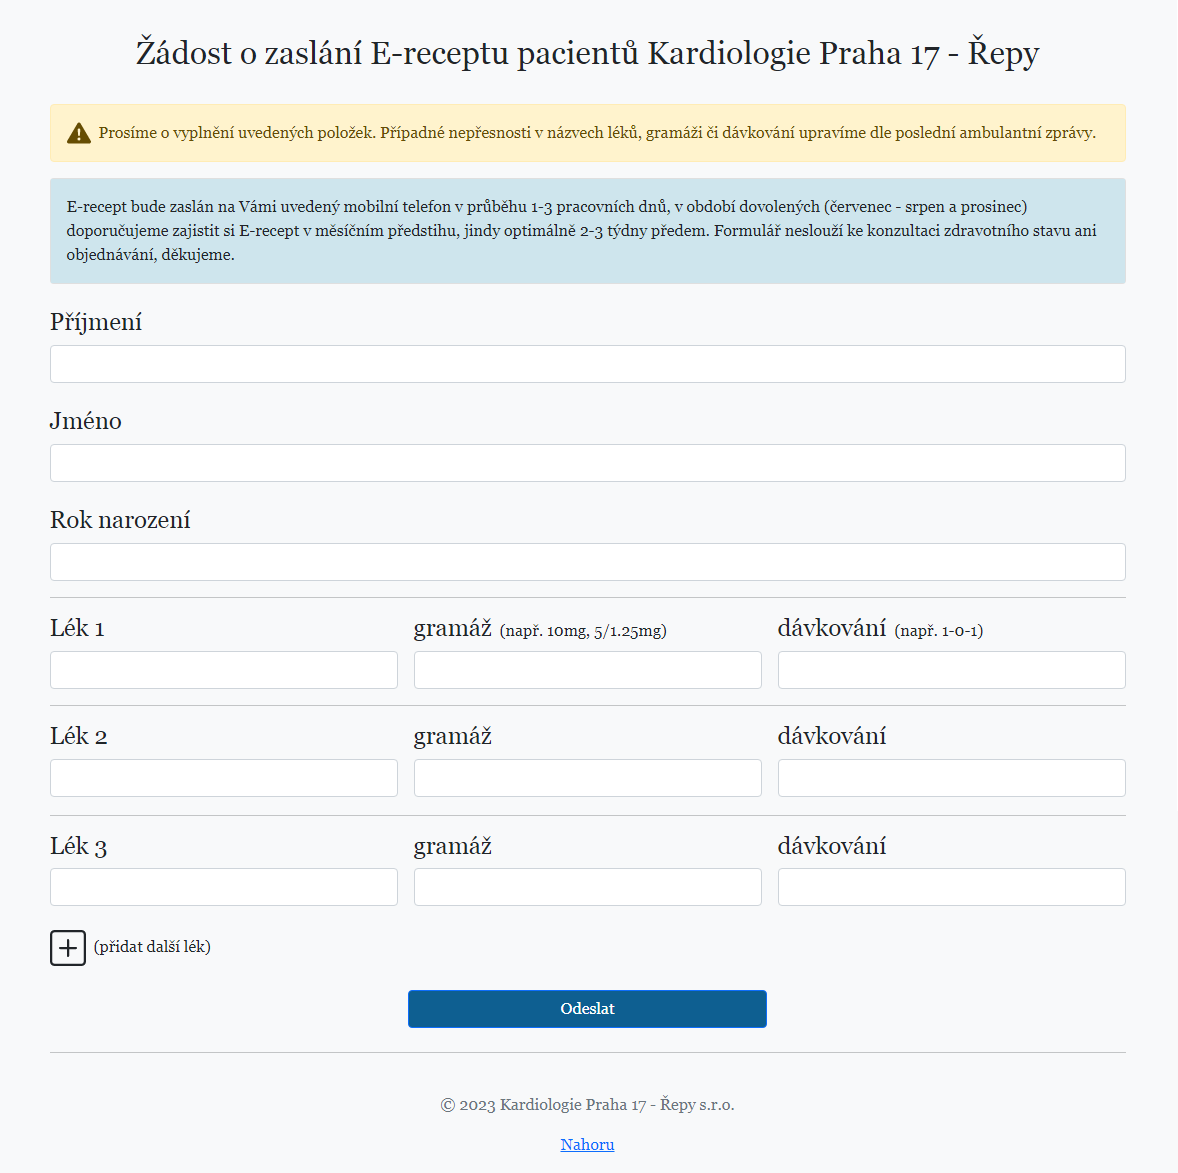 Žádost o zaslání E-receptu pacientů Kardiologie Praha 17 - Řepy
Prosíme o vyplnění uvedených položek. Případné nepřesnosti v názvech léků, gramáži či dávkování upravíme dle poslední ambulantní zprávy.
E-recept bude zaslán na Vámi uvedený mobilní telefon v průběhu 1-3 pracovních dnů, v období dovolených (červenec - srpen a prosinec)
doporučujeme zajistit si E-recept v měsíčním předstihu, jindy optimálně 2-3 týdny předem. Formulář neslouží ke konzultaci zdravotního stavu ani
objednávání, děkujeme.
Příjmení
Jméno
Rok narození
Lék 1 gramáž (např. 10mg, 5/1.25mg) dávkování (např. 1-0-1)
Lék 2 gramáž dávkování
Lék 3 gramáž dávkování
(přidat další lék)
Odeslat
© 2023 Kardiologie Praha 17 - Řepy s.r.o.
Nahoru